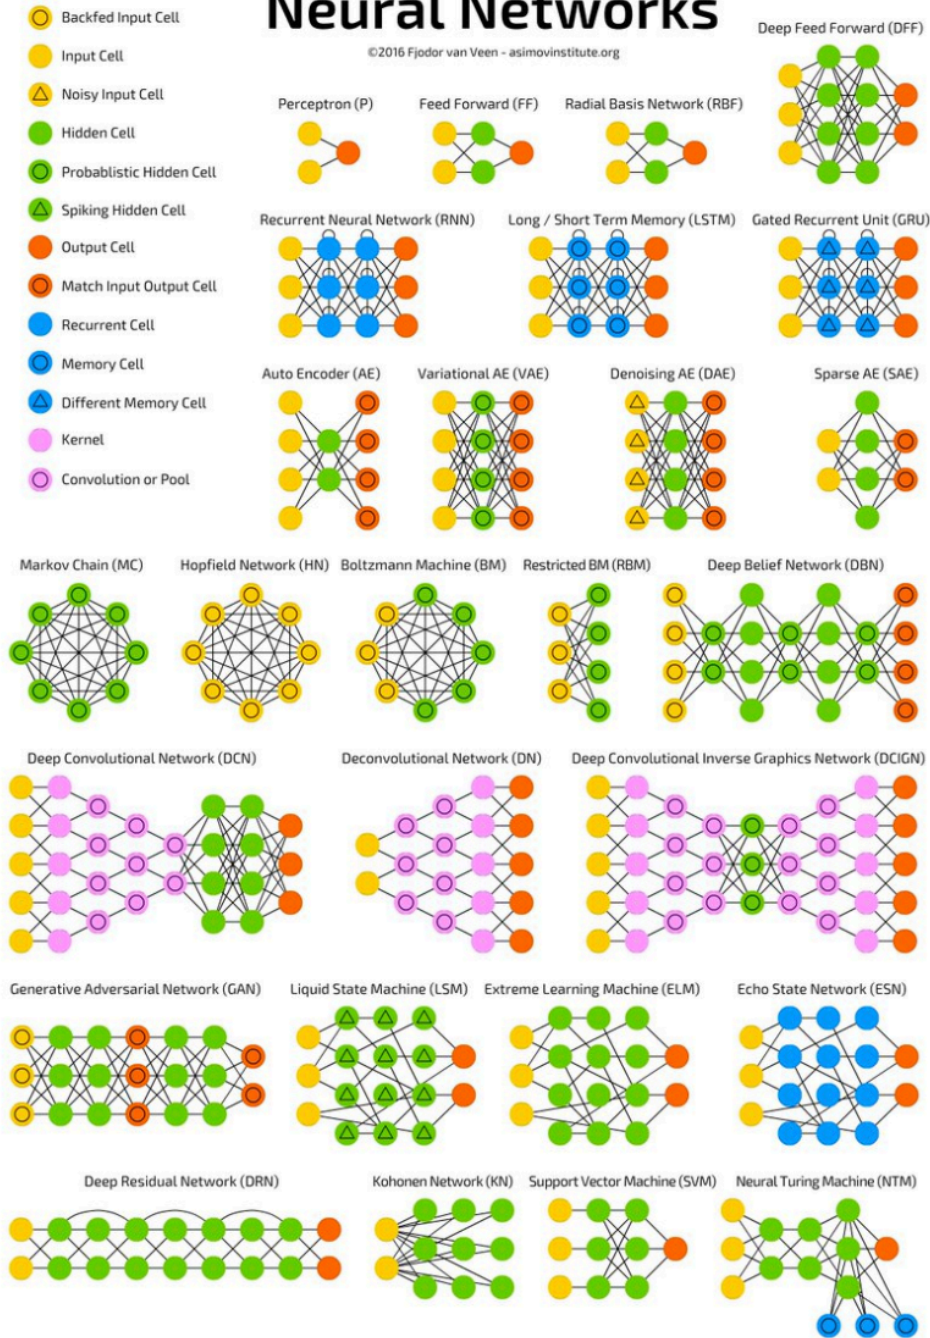 Neural Networks
©2016 Fjodor van Veen - asimovinstitute.org
Backfed Input Cell
Input Cell
Noisy Input Cell
Hidden Cell
Probablistic Hidden Cell
Spiking Hidden Cell
Output Cell
Match Input Output Cell
Recurrent Cell
Memory Cell
Different Memory Cell
Kernel
Convolution or Pool
Deep Feed Forward (DFF)
Perceptron (P)
Feed Forward (FF)
Radial Basis Network (RBF)
Recurrent Neural Network (RNN)
Long / Short Term Memory (LSTM)
Gated Recurrent Unit (GRU)
Auto Encoder (AE)
Variational AE (VAE)
Denoising AE (DAE)
Sparse AE (SAE)
Markov Chain (MC)
Hopfield Network (HN)
Boltzmann Machine (BM)
Restricted BM (RBM)
Deep Belief Network (DBN)
Deep Convolutional Network (DCN)
Deconvolutional Network (DN)
Deep Convolutional Inverse Graphics Network (DCIGN)
Generative Adversarial Network (GAN)
Liquid State Machine (LSM)
Extreme Learning Machine (ELM)
Echo State Network (ESN)
Deep Residual Network (DRN)
Kohonen Network (KN)
Support Vector Machine (SVM)
Neural Turing Machine (NTM)